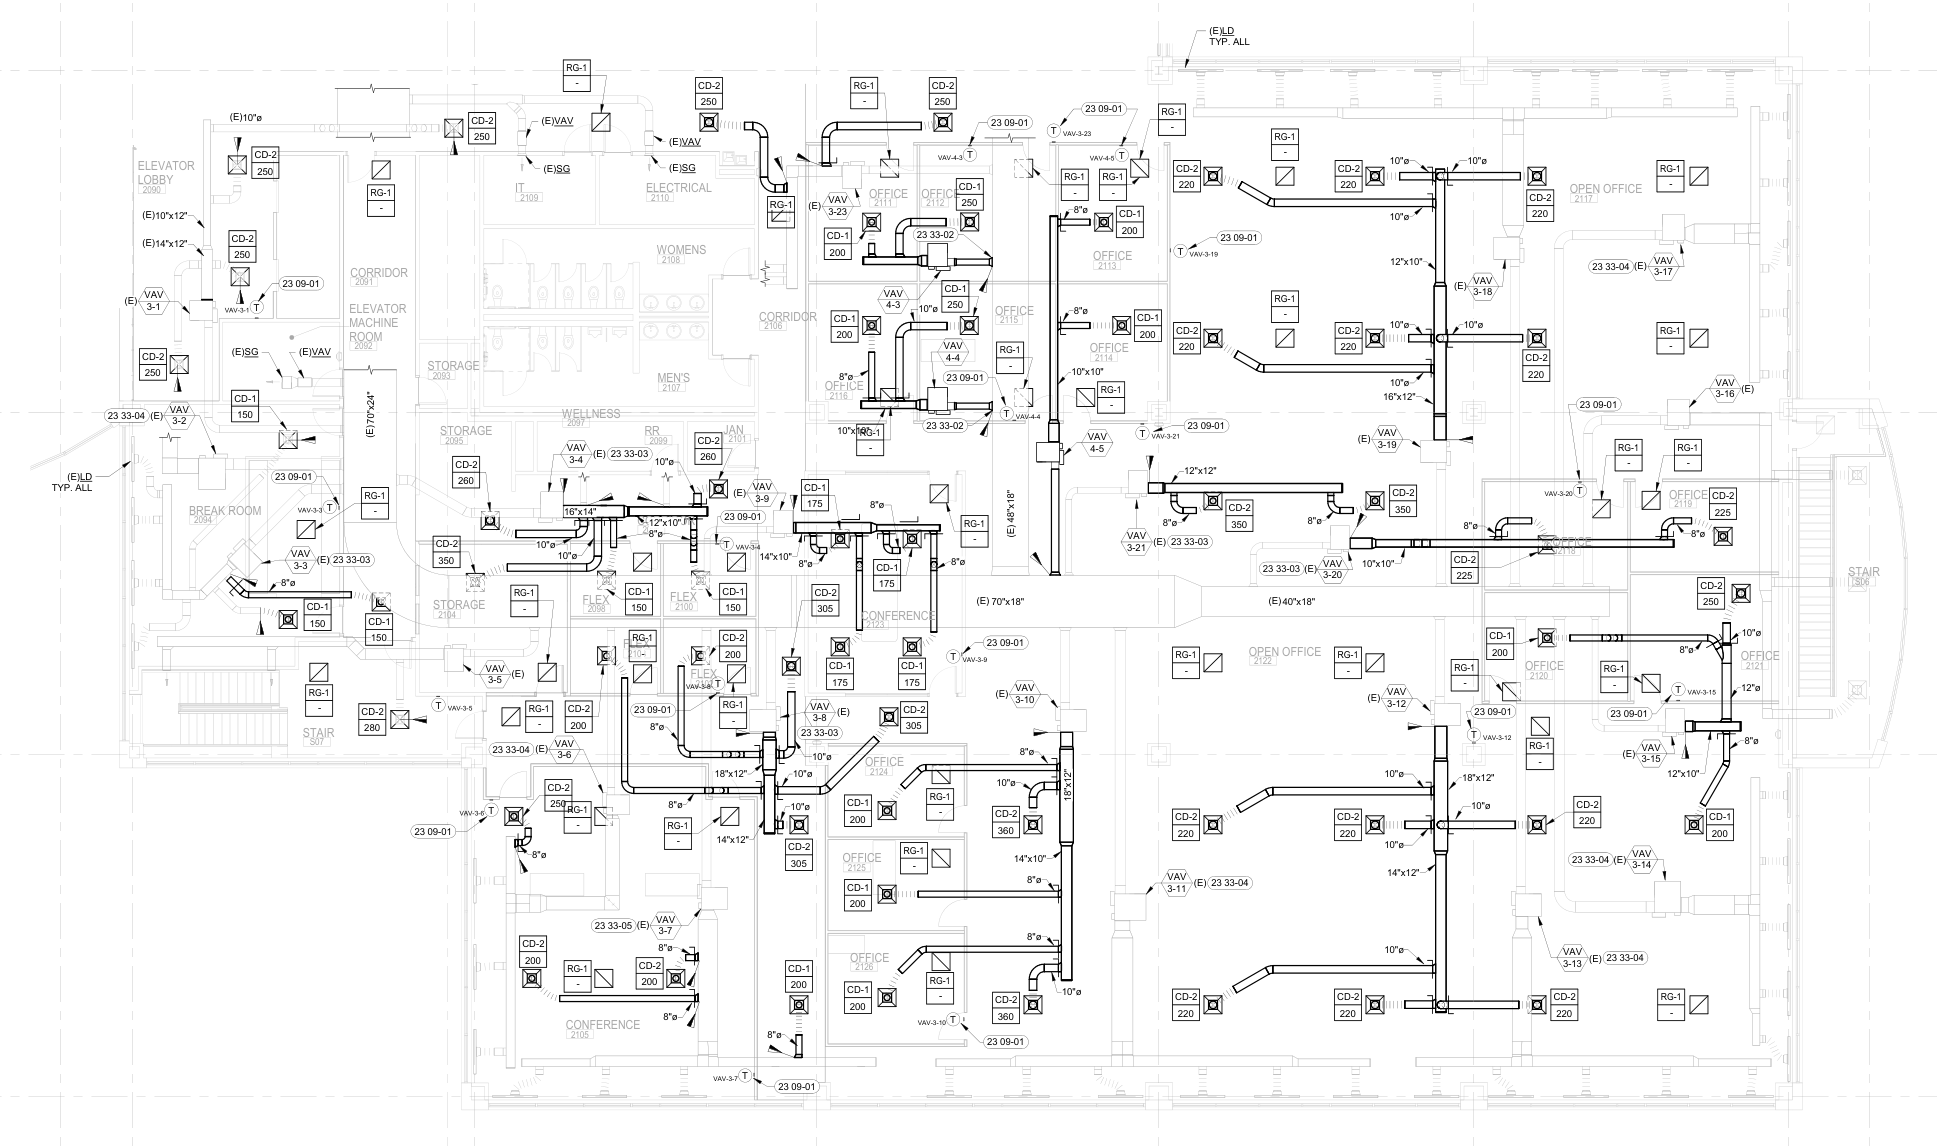 (E)LD
TYP. ALL
RG-1
-
CD-2
250
RG-1
-
CD-2
250
(E)10"ø
CD-2
250
(E)VAV
(E)VAV
(E)SG
(E)SG
23 09-01
T
VAV-3-23
23 09-01
T
VAV-4-3
T
VAV-4-5
RG-1
-
RG-1
-
ELEVATOR
LOBBY
2090
CD-2
250
RG-1
-
IT
2109
ELECTRICAL
2110
RG-1
(E)
VAV
3-23
OFFICE
2111
OFFICE
2112
CD-1
250
RG-1
-
RG-1
-
CD-2
220
CD-2
220
10"ø
10"ø
10"ø
CD-2
220
OPEN OFFICE
2117
RG-1
-
(E)10"x12"
(E)14"x12"
CD-2
250
CD-1
200
23 33-02
8"ø
CD-1
200
OFFICE
2113
T
VAV-3-19
23 09-01
12"x10"
(E)
VAV
3-18
23 33-04
(E)
VAV
3-17
WOMENS
2108
CORRIDOR
2091
(E)
VAV
3-1
VAV-3-1
T
23 09-01
ELEVATOR
MACHINE
ROOM
2092
VAV
4-3
CD-1
250
10"ø
CD-1
200
CORRIDOR
2106
OFFICE
2115
8"ø
CD-1
200
OFFICE
2114
RG-1
-
CD-2
220
CD-2
220
10"ø
10"ø
CD-2
220
RG-1
-
CD-2
250
(E)SG
(E)VAV
STORAGE
2093
MEN'S
2107
8"ø
OFFICE
2116
VAV
4-4
23 09-01
T
VAV-4-4
RG-1
-
10"x10"
RG-1
-
10"ø
16"x12"
VAV
3-16
(E)
CD-1
150
23 33-04
(E)
VAV
3-2
(E)70"x24"
WELLNESS
2097
STORAGE
2095
RR
2099
JAN
2101
CD-2
260
10"x10"
RG-1
-
23 33-02
VAV
4-5
T
VAV-3-21
23 09-01
(E)
VAV
3-19
23 09-01
(E)LD
TYP. ALL
23 09-01
CD-2
260
VAV
3-4
(E)
23 33-03
10"ø
(E)
VAV
3-9
CD-1
175
12"x12"
8"ø
CD-2
350
8"ø
CD-2
350
VAV-3-20
T
RG-1
-
RG-1
-
OFFICE
2119
CD-2
225
BREAK ROOM
2094
VAV-3-3
T
RG-1
-
16"x14"
12"x10"
23 09-01
T
VAV-3-4
8"ø
14"x10"
8"ø
8"ø
CD-1
175
RG-1
-
(E) 48"x18"
VAV
3-21
(E)
23 33-03
8"ø
8"ø
OFFICE
2118
VAV
3-3
(E)
23 33-03
CD-2
350
10"ø
10"ø
8"ø
23 33-03
(E)
VAV
3-20
10"x10"
CD-2
225
STAIR
S06
8"ø
CD-1
150
CD-1
150
STORAGE
2104
RG-1
-
FLEX
2098
CD-1
150
FLEX
2100
CD-1
150
CD-2
305
CONFERENCE
2123
(E) 70"x18"
(E) 40"x18"
CD-2
250
CD-1
200
8"ø
10"ø
VAV
3-5
(E)
RG-1
-
FLEX
CD-2
200
FLEX
VAV-3-8
T
CD-1
175
CD-1
175
T
VAV-3-9
23 09-01
RG-1
-
OPEN OFFICE
2122
RG-1
-
RG-1
-
OFFICE
2120
RG-1
-
OFFICE
2121
T
VAV-3-15
12"ø
RG-1
-
CD-2
280
T
VAV-3-5
STAIR
S07
RG-1
-
CD-2
200
23 09-01
RG-1
-
VAV
3-8
(E)
23 33-03
CD-2
305
(E)
VAV
3-10
(E)
VAV
3-12
23 09-01
T
VAV-3-12
RG-1
-
23 09-01
(E)
VAV
3-15
8"ø
12"x10"
23 33-04
(E)
VAV
3-6
8"ø
8"ø
10"ø
18"x12"
10"ø
8"ø
8"ø
10"ø
18"x12"
OFFICE
2124
10"ø
18"x12"
CD-2
250
RG-1
-
VAV-3-6
T
23 09-01
8"ø
RG-1
-
10"ø
14"x12"
CD-2
305
CD-1
200
RG-1
-
CD-2
360
CD-2
220
CD-2
220
10"ø
10"ø
CD-2
220
CD-1
200
OFFICE
2125
RG-1
-
14"x10"
8"ø
CD-1
200
VAV
3-11
(E)
23 33-04
14"x12"
23 33-04
(E)
VAV
3-14
23 33-05
(E)
VAV
3-7
8"ø
CD-2
200
RG-1
-
CD-2
200
CD-1
200
OFFICE
2126
8"ø
RG-1
-
10"ø
CD-1
200
CD-2
360
10"ø
VAV
3-13
(E)
23 33-04
CD-2
220
CD-2
220
CD-2
220
RG-1
-
8"ø
CONFERENCE
2105
8"ø
VAV-3-10
T
23 09-01
VAV-3-7
T
23 09-01